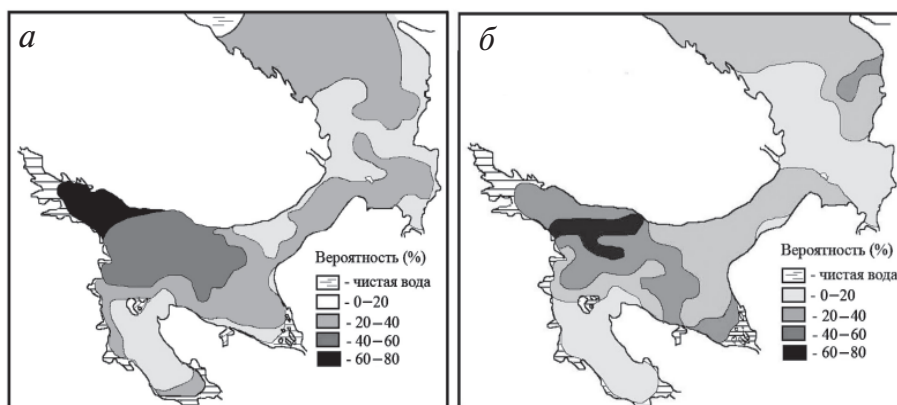 а
Вероятность (%)
- чистая вода
- 0–20
- 20–40
- 40–60
- 60–80
б
Вероятность (%)
- чистая вода
- 0–20
- 20–40
- 40–60
- 60–80